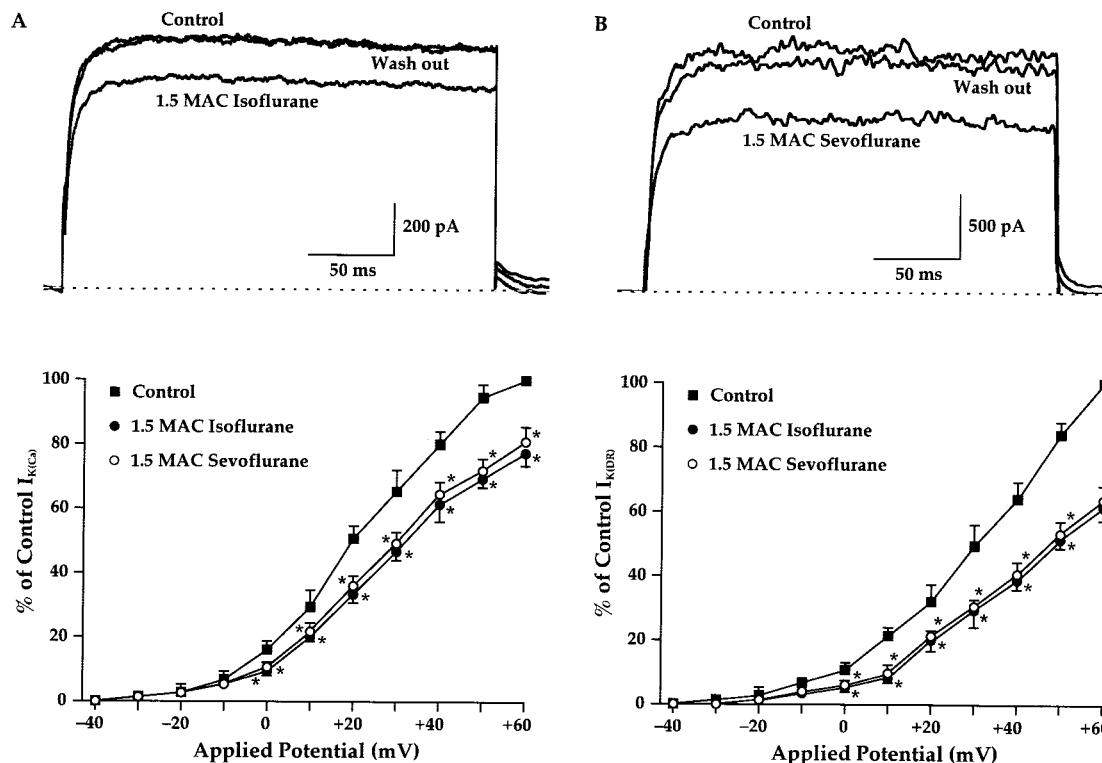 A
Control
Wash out
1.5 MAC Isoflurane
200 pA
50 ms
B
Control
Wash out
1.5 MAC Sevoflurane
500 pA
50 ms
% of Control I_K(Ca)
100
80
60
40
20
0
Control
1.5 MAC Isoflurane
1.5 MAC Sevoflurane
* * * * * * *
* * * * * * *
−40 −20 0 +20 +40 +60
Applied Potential (mV)
% of Control I_K(DR)
100
80
60
40
20
0
Control
1.5 MAC Isoflurane
1.5 MAC Sevoflurane
* * * * * *
* * * * * *
−40 −20 0 +20 +40 +60
Applied Potential (mV)